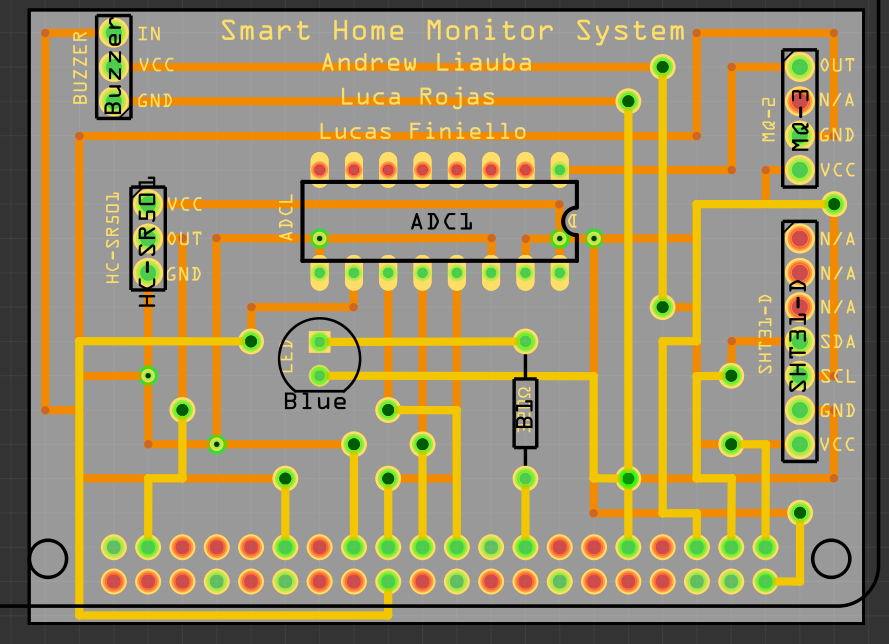 Smart Home Monitor System
Andrew Liauba
Luca Rojas
Lucas Finiello
BUZZER
Buzzer
IN
VCC
GND
MQ-2
MQ-3
OUT
N/A
GND
VCC
HC-SR501
HC-SR501
VCC
OUT
GND
ADC1
ADC1
SHT31-D
SHT31-D
N/A
N/A
N/A
SDA
SCL
GND
VCC
LED
Blue